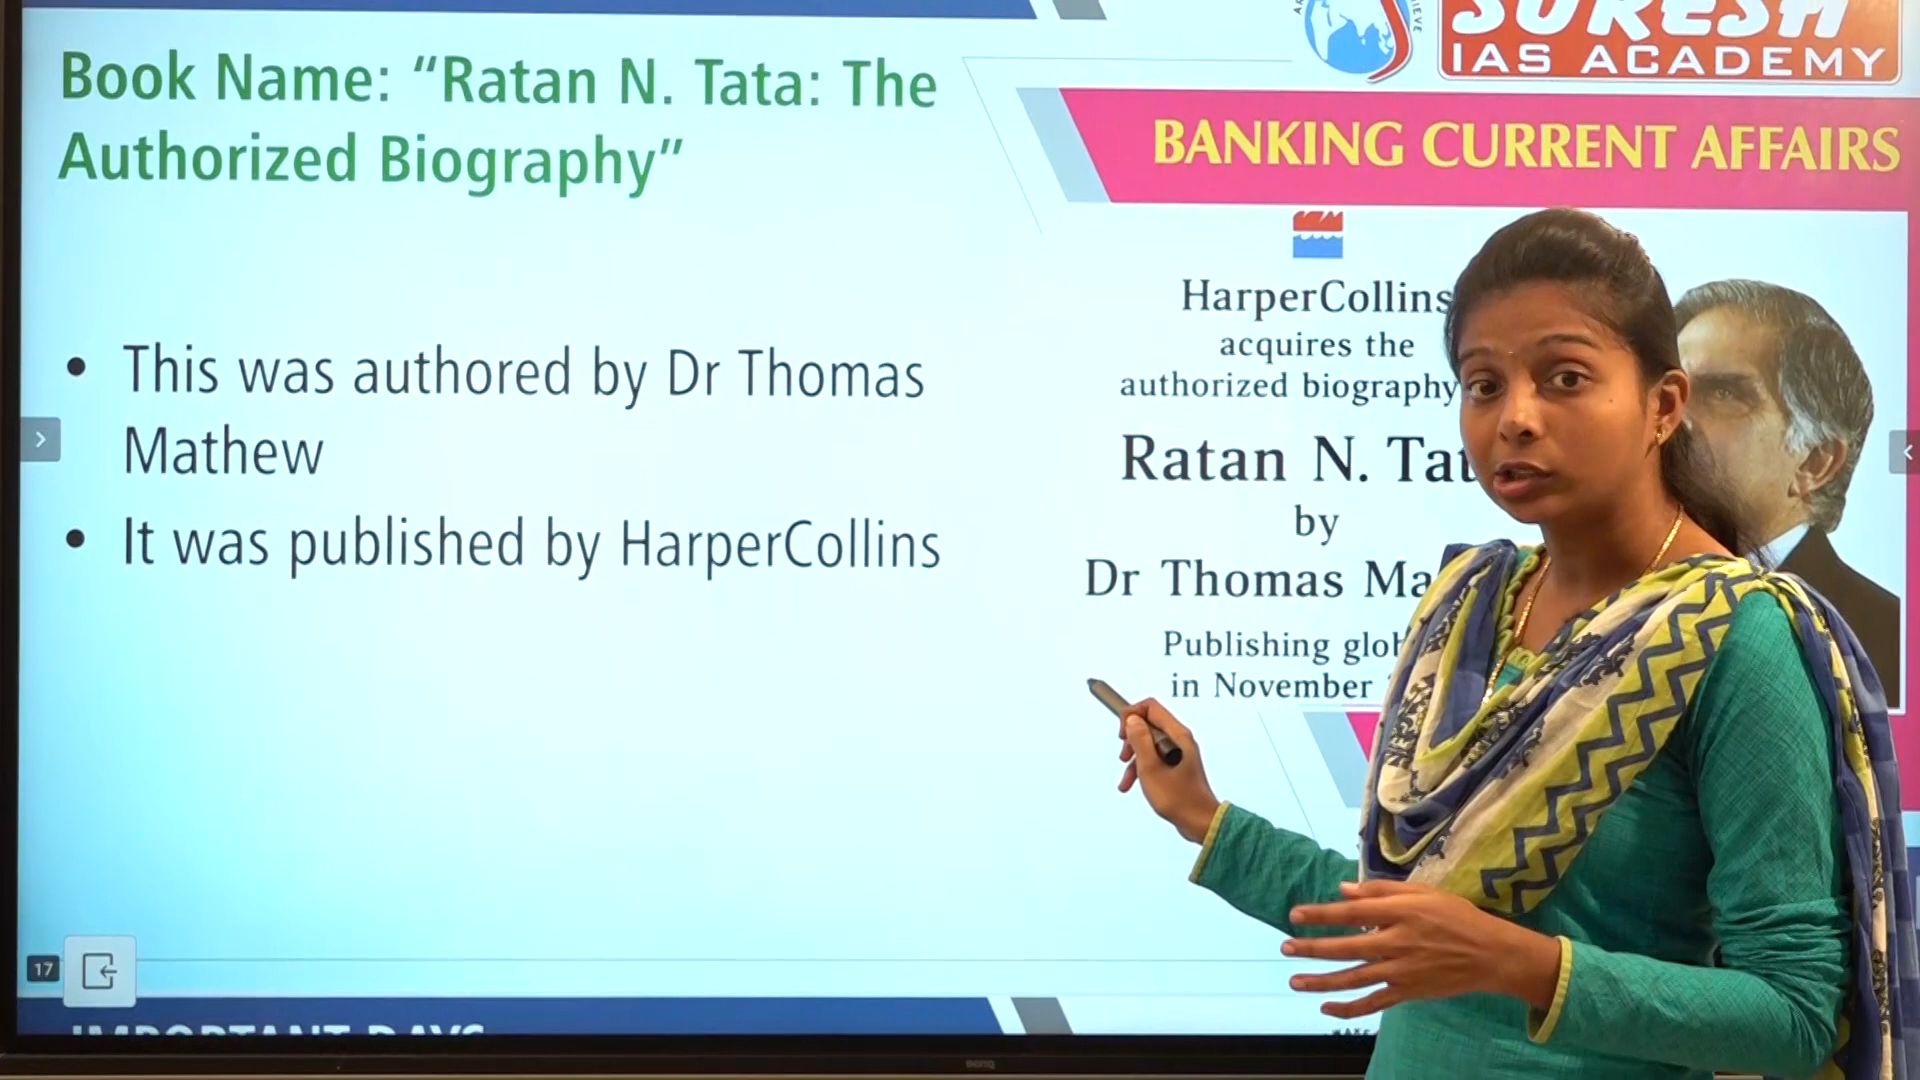 Book Name: “Ratan N. Tata: The
Authorized Biography”
• This was authored by Dr Thomas
Mathew
• It was published by HarperCollins
SURESH
IAS ACADEMY
BANKING CURRENT AFFAIRS
HarperCollins
acquires the
authorized biography
Ratan N. Tat
by
Dr Thomas Ma
Publishing glob
in November
17
IMPORTANT DAYS